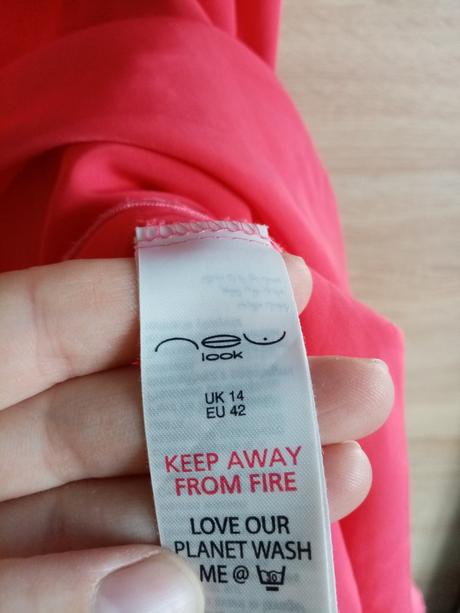 new
look
UK 14
EU 42
KEEP AWAY
FROM FIRE
LOVE OUR
PLANET WASH
ME @